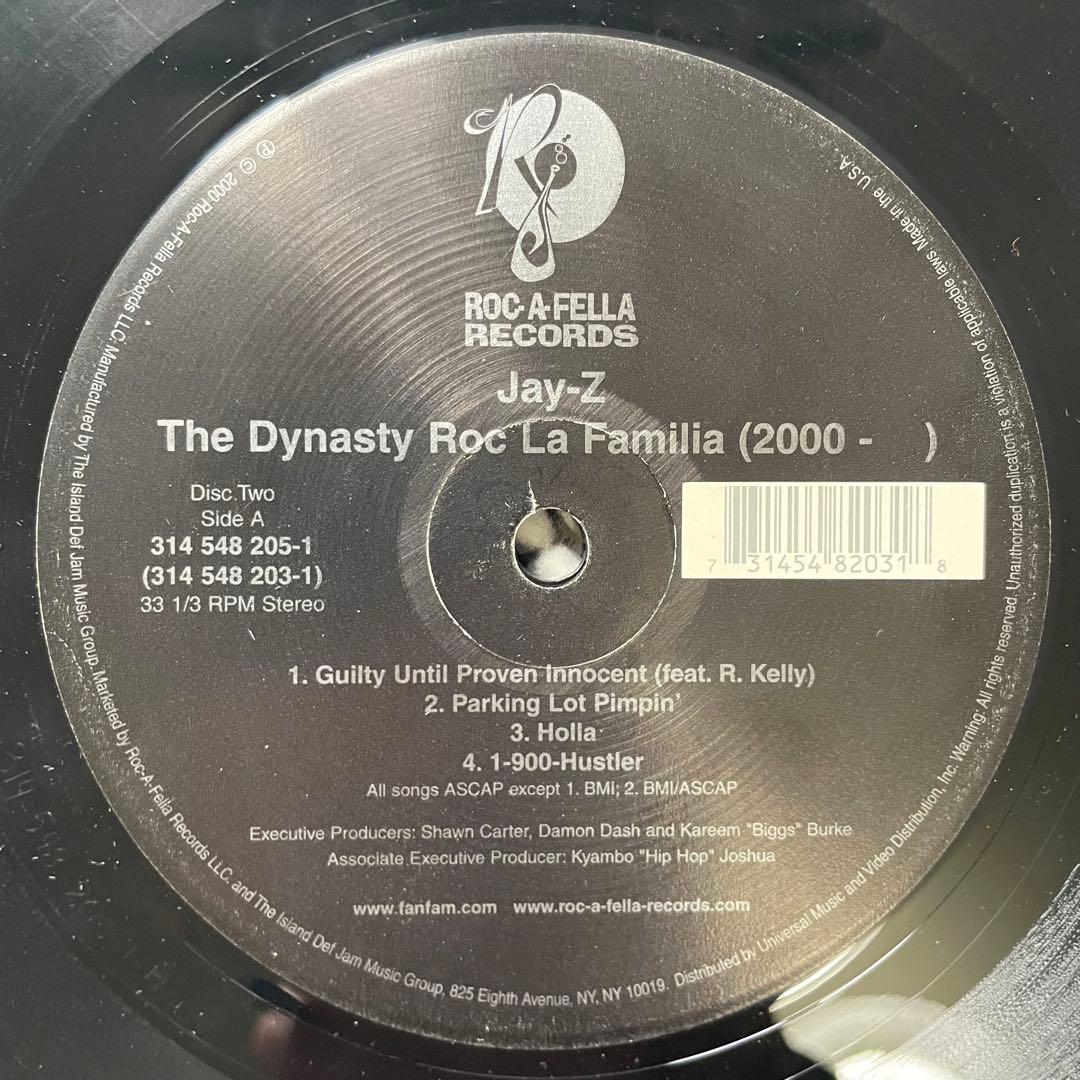 ROC-A-FELLA
RECORDS
Jay-Z
The Dynasty Roc La Familia (2000 -     )
Disc Two
Side A
314 548 205-1
(314 548 203-1)
33 1/3 RPM Stereo
7 31454 82031 8
1. Guilty Until Proven Innocent (feat. R. Kelly)
2. Parking Lot Pimpin'
3. Holla
4. 1-900-Hustler
All songs ASCAP except 1. BMI; 2. BMI/ASCAP
Executive Producers: Shawn Carter, Damon Dash and Kareem "Biggs" Burke
Associate Executive Producer: Kyambo "Hip Hop" Joshua
www.fanfam.com www.roc-a-fella-records.com
℗ © 2000 Roc-A-Fella Records LLC. Manufactured by The Island Def Jam Music Group. Marketed by Roc-A-Fella Records LLC. and The Island Def Jam Music Group, 825 Eighth Avenue, NY, NY 10019. Distributed by Universal Music and Video Distribution, Inc. Warning: All rights reserved. Unauthorized duplication is a violation of applicable laws. Made in the U.S.A.